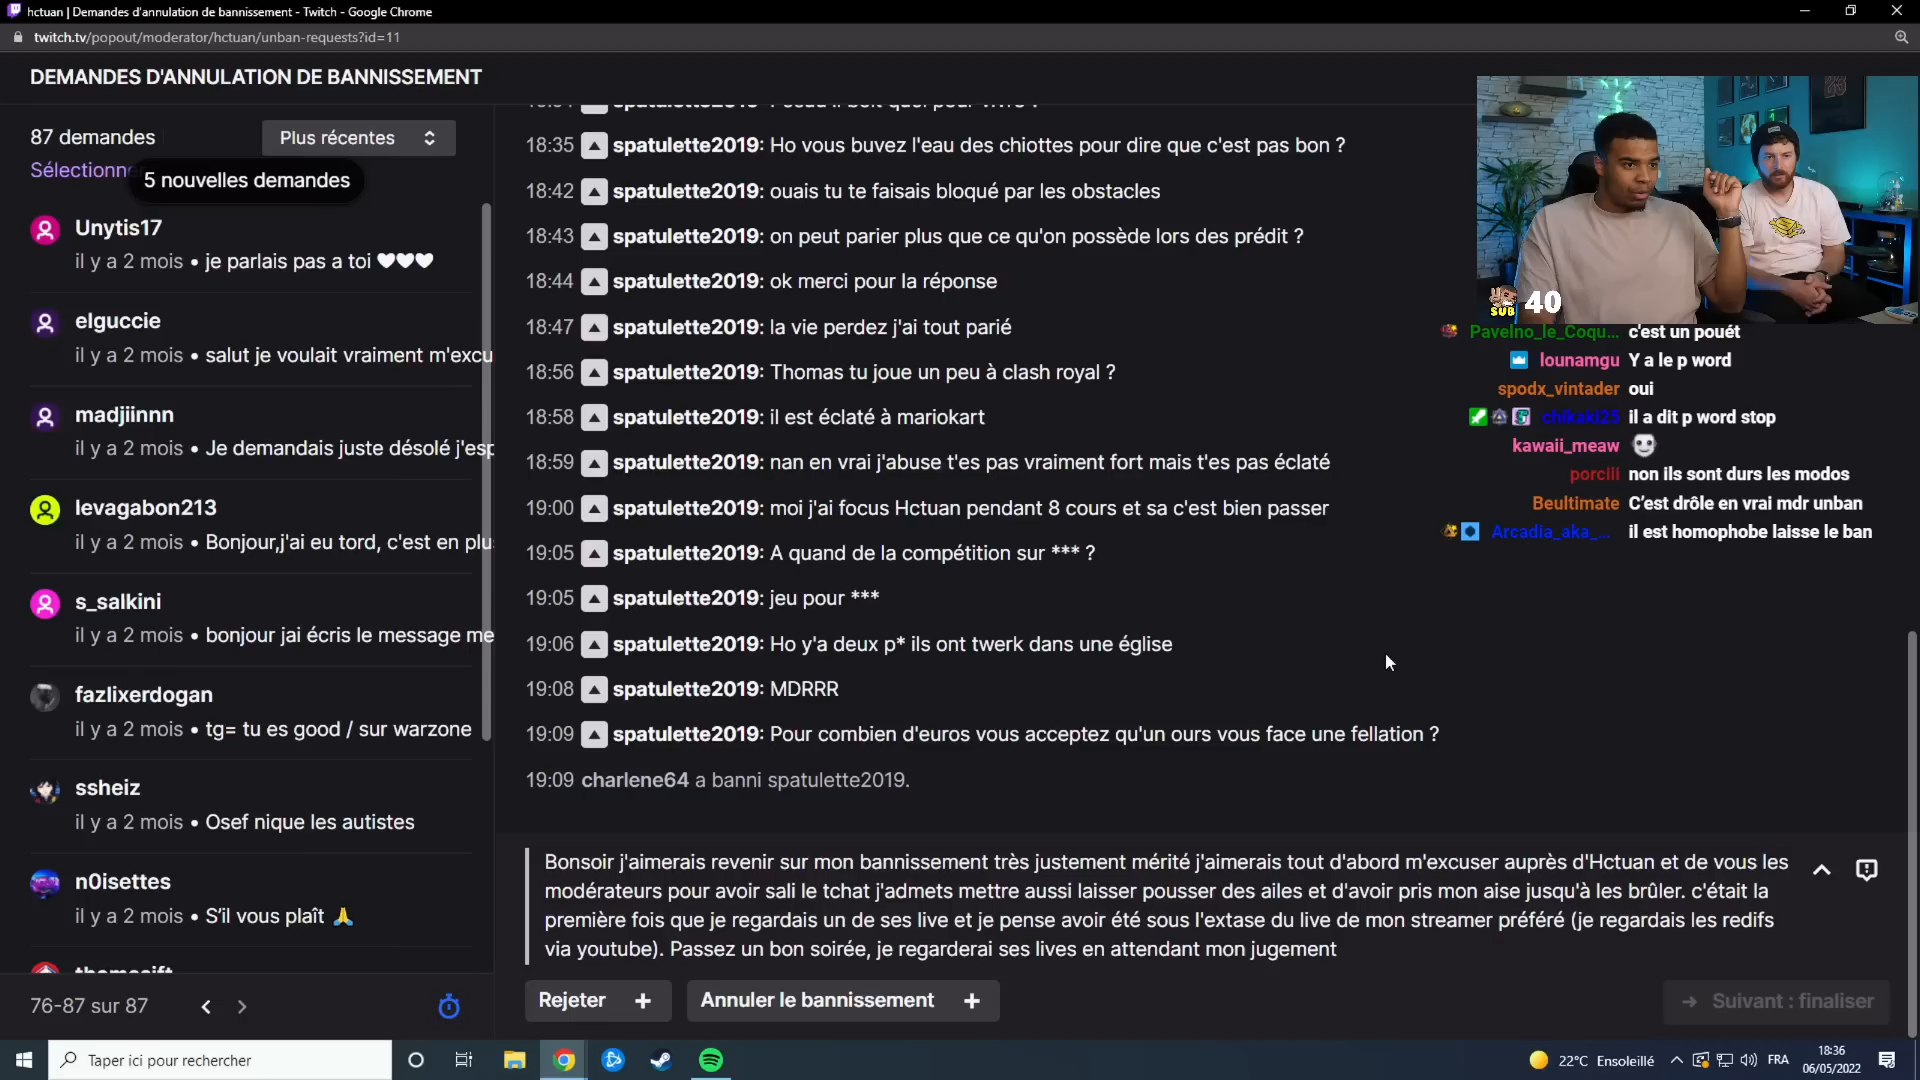 hctuan | Demandes d'annulation de bannissement - Twitch - Google Chrome
twitch.tv/popout/moderator/hctuan/unban-requests?id=11
DEMANDES D'ANNULATION DE BANNISSEMENT
87 demandes
Plus récentes
5 nouvelles demandes
Unytis17
il y a 2 mois • je parlais pas a toi 🤍🤍🤍
elguccie
il y a 2 mois • salut je voulait vraiment m'excu
madjiinnn
il y a 2 mois • Je demandais juste désolé j'esp
levagabon213
il y a 2 mois • Bonjour,j'ai eu tord, c'est en plu
s_salkini
il y a 2 mois • bonjour jai écris le message me
fazlixerdogan
il y a 2 mois • tg= tu es good / sur warzone
ssheiz
il y a 2 mois • Osef nique les autistes
n0isettes
il y a 2 mois • S'il vous plaît 🙏
76-87 sur 87
18:35 spatulette2019: Ho vous buvez l'eau des chiottes pour dire que c'est pas bon ?
18:42 spatulette2019: ouais tu te faisais bloqué par les obstacles
18:43 spatulette2019: on peut parier plus que ce qu'on possède lors des prédit ?
18:44 spatulette2019: ok merci pour la réponse
18:47 spatulette2019: la vie perdez j'ai tout parié
18:56 spatulette2019: Thomas tu joue un peu à clash royal ?
18:58 spatulette2019: il est éclaté à mariokart
18:59 spatulette2019: nan en vrai j'abuse t'es pas vraiment fort mais t'es pas éclaté
19:00 spatulette2019: moi j'ai focus Hctuan pendant 8 cours et sa c'est bien passer
19:05 spatulette2019: A quand de la compétition sur *** ?
19:05 spatulette2019: jeu pour ***
19:06 spatulette2019: Ho y'a deux p* ils ont twerk dans une église
19:08 spatulette2019: MDRRR
19:09 spatulette2019: Pour combien d'euros vous acceptez qu'un ours vous face une fellation ?
19:09 charlene64 a banni spatulette2019.
Bonsoir j'aimerais revenir sur mon bannissement très justement mérité j'aimerais tout d'abord m'excuser auprès d'Hctuan et de vous les
modérateurs pour avoir sali le tchat j'admets mettre aussi laisser pousser des ailes et d'avoir pris mon aise jusqu'à les brûler. c'était la
première fois que je regardais un de ses live et je pense avoir été sous l'extase du live de mon streamer préféré (je regardais les redifs
via youtube). Passez un bon soirée, je regarderai ses lives en attendant mon jugement
Rejeter +
Annuler le bannissement +
→ Suivant : finaliser
SUB 40
Pavelno_le_Coqu... c'est un pouét
lounamgu Y a le p word
spodx_vintader oui
chikaki25 il a dit p word stop
kawaii_meaw
porciii non ils sont durs les modos
Beultimate C'est drôle en vrai mdr unban
Arcadia_aka_... il est homophobe laisse le ban
Taper ici pour rechercher
22°C Ensoleillé
FRA
18:36
06/05/2022